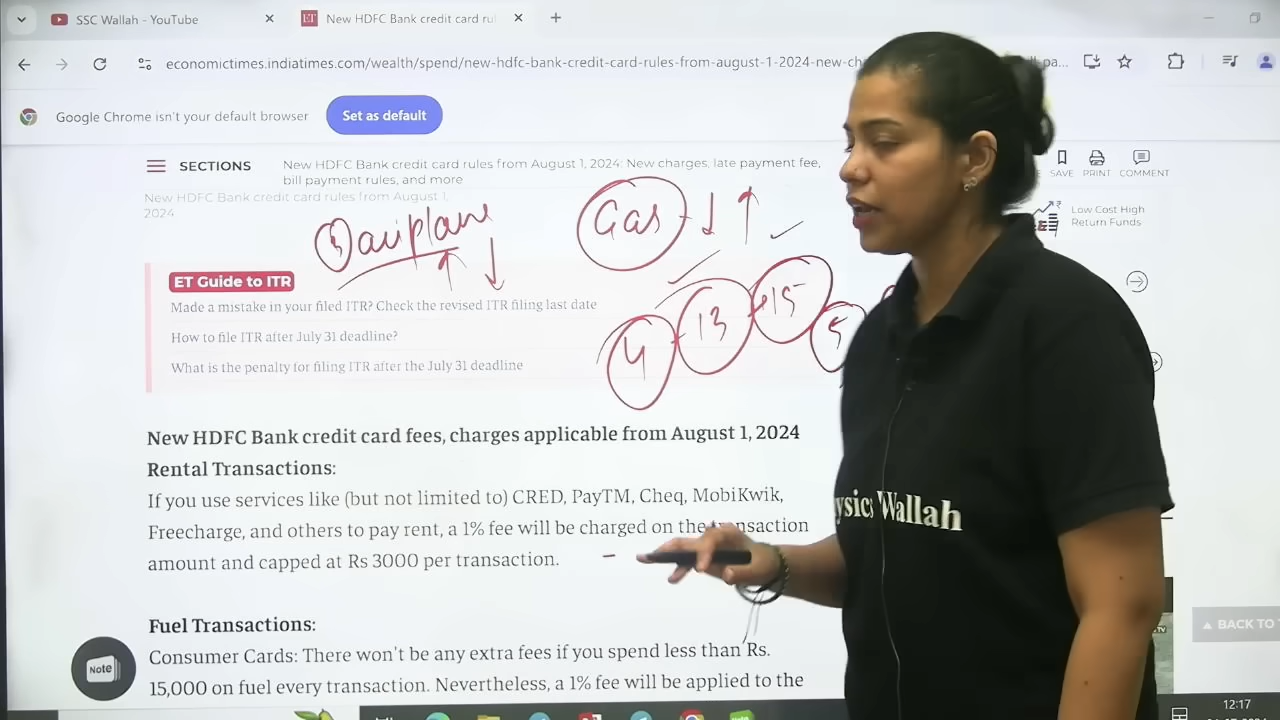 SSC Wallah - YouTube
ET New HDFC Bank credit card rul
economictimes.indiatimes.com/wealth/spend/new-hdfc-bank-credit-card-rules-from-august-1-2024-new-ch
Google Chrome isn't your default browser
Set as default
SECTIONS
New HDFC Bank credit card rules from August 1, 2024: New charges, late payment fee,
bill payment rules, and more
SAVE PRINT COMMENT
New HDFC Bank credit card rules from August 1,
2024
3) airplane
Gas
Low Cost High
Return Funds
ET Guide to ITR
Made a mistake in your filed ITR? Check the revised ITR filing last date
How to file ITR after July 31 deadline?
What is the penalty for filing ITR after the July 31 deadline
4 13 15 5
New HDFC Bank credit card fees, charges applicable from August 1, 2024
Rental Transactions:
If you use services like (but not limited to) CRED, PayTM, Cheq, MobiKwik,
Freecharge, and others to pay rent, a 1% fee will be charged on the transaction
amount and capped at Rs 3000 per transaction.
Fuel Transactions:
Consumer Cards: There won't be any extra fees if you spend less than Rs.
15,000 on fuel every transaction. Nevertheless, a 1% fee will be applied to the
Note
BACK TO
Wallah
12:17